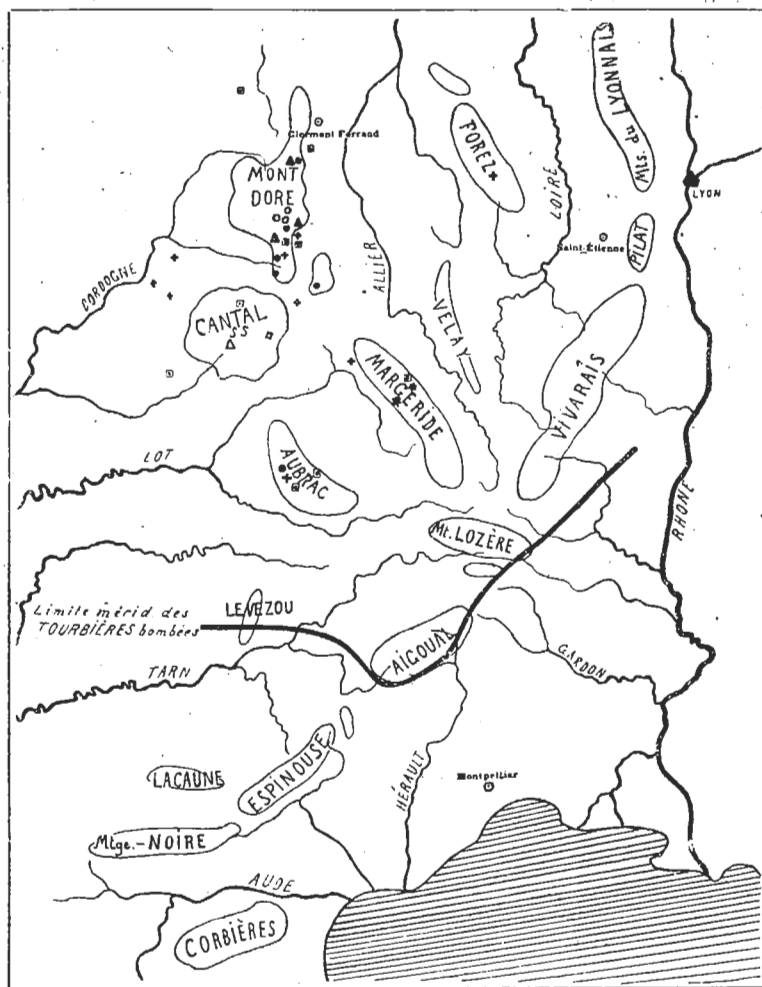 Mts. du LYONNAIS
Clermont Ferrand
FOREZ
MONT
DORE
LYON
LOIRE
Saint-Étienne
PILAT
ALLIER
DORDOGNE
VELAY
CANTAL
SS
MARGERIDE
VIVARAIS
LOT
AUBRAC
RHONE
Mt. LOZÈRE
Limite mérid des
TOURBIÈRES bombées
LEVEZOU
AIGOUAL
GARDON
TARN
LACAUNE
ESPINOUSE
HÉRAULT
Montpellier
Mtge.-NOIRE
AUDE
CORBIÈRES